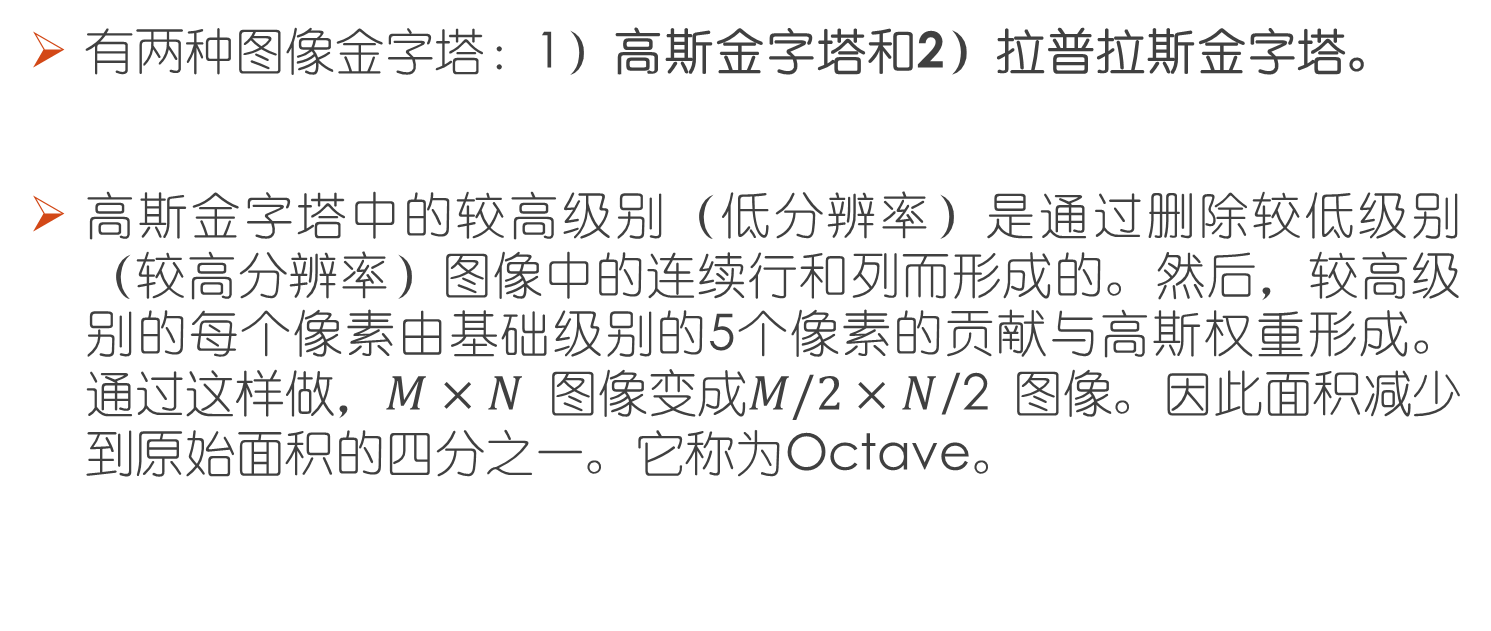 有两种图像金字塔：1）高斯金字塔和2）拉普拉斯金字塔。
高斯金字塔中的较高级别（低分辨率）是通过删除较低级别
（较高分辨率）图像中的连续行和列而形成的。然后，较高级
别的每个像素由基础级别的5个像素的贡献与高斯权重形成。
通过这样做，M × N 图像变成M/2 × N/2 图像。因此面积减少
到原始面积的四分之一。它称为Octave。